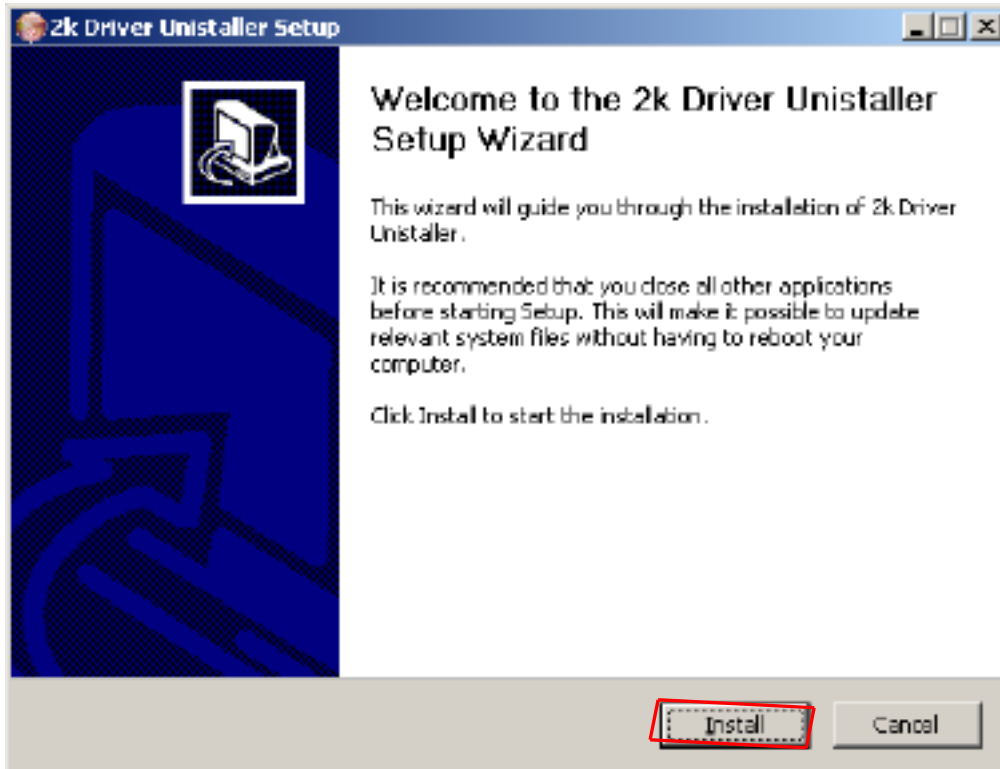 2k Driver Unistaller Setup
Welcome to the 2k Driver Unistaller
Setup Wizard
This wizard will guide you through the installation of 2k Driver
Unistaller.
It is recommended that you close all other applications
before starting Setup. This will make it possible to update
relevant system files without having to reboot your
computer.
Click Install to start the installation.
Install
Cancel